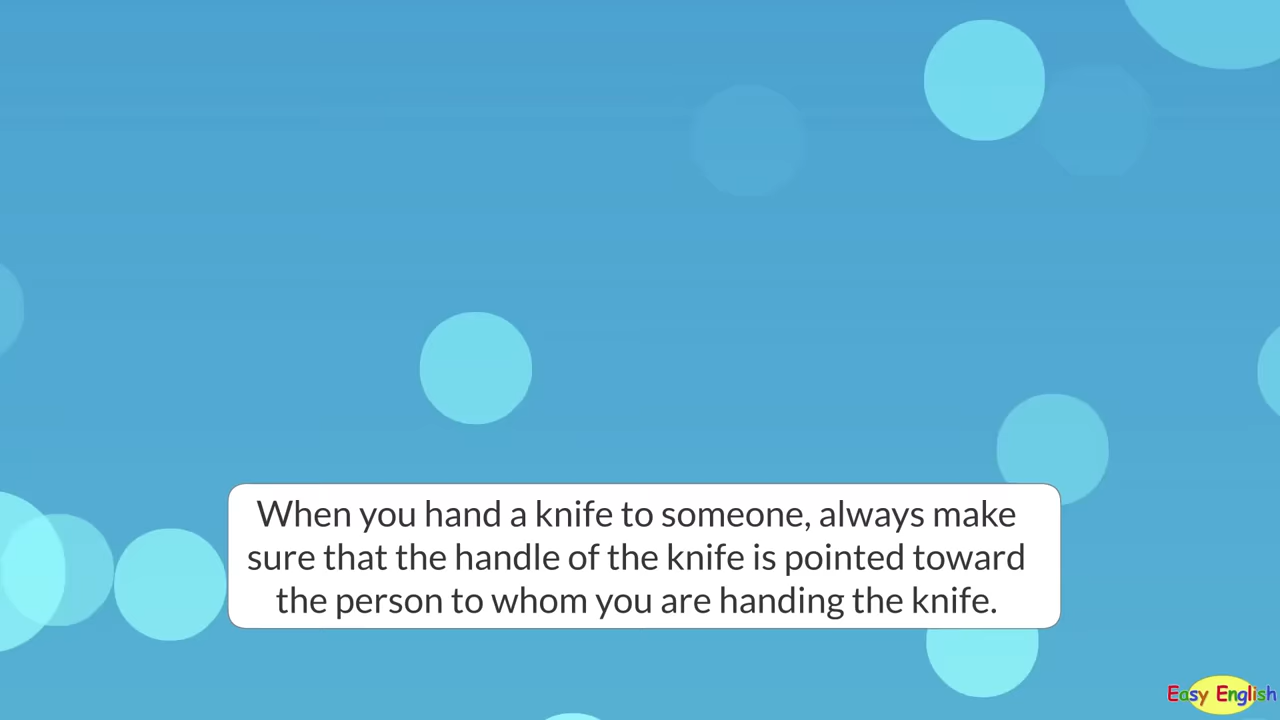 When you hand a knife to someone, always make
sure that the handle of the knife is pointed toward
the person to whom you are handing the knife.
Easy English